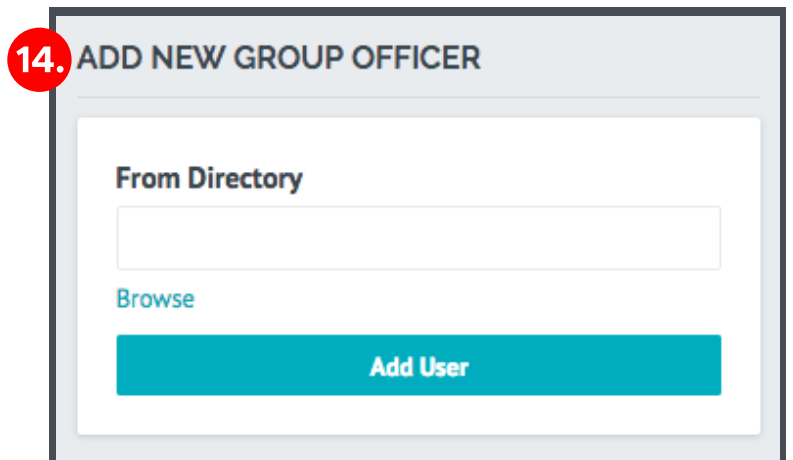 14. ADD NEW GROUP OFFICER
From Directory
Browse
Add User